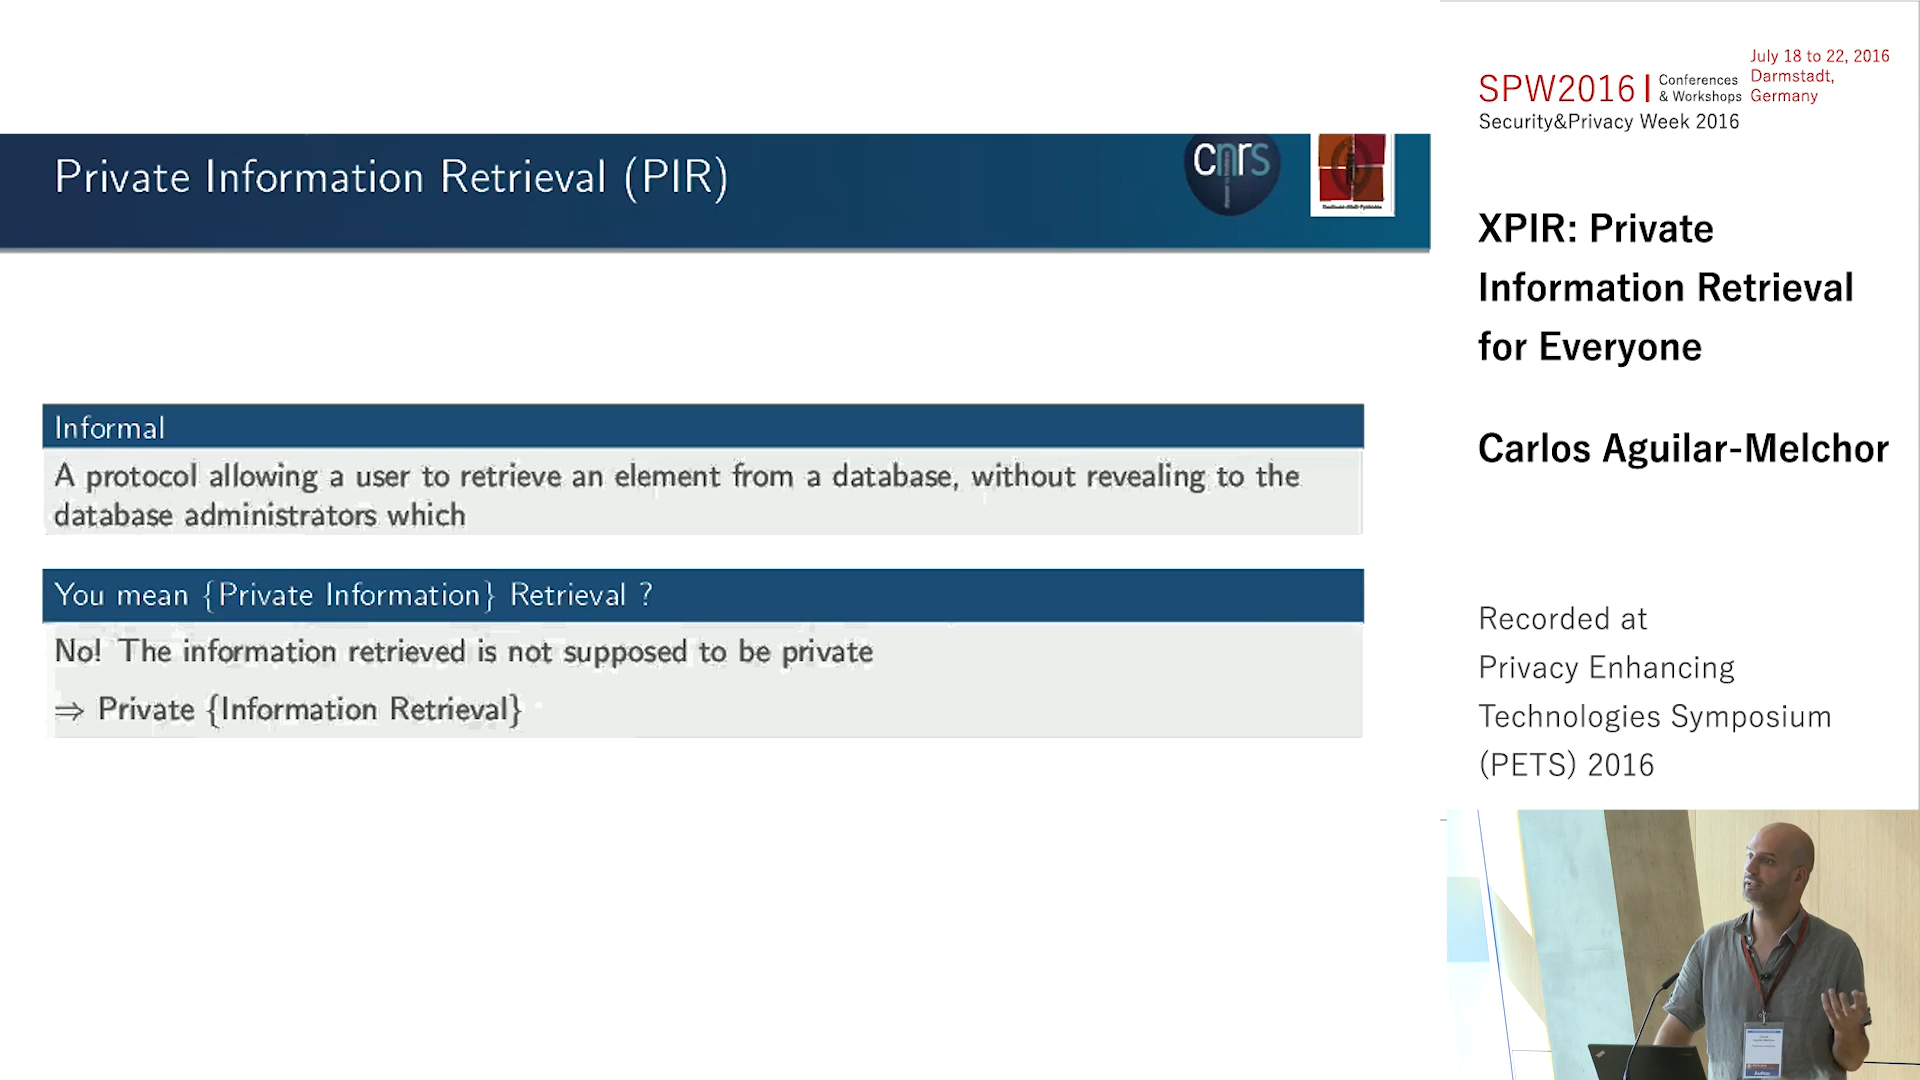 Private Information Retrieval (PIR)
cnrs
Informal
A protocol allowing a user to retrieve an element from a database, without revealing to the
database administrators which
You mean {Private Information} Retrieval ?
No! The information retrieved is not supposed to be private
⇒ Private {Information Retrieval}
SPW2016 | Conferences & Workshops
July 18 to 22, 2016
Darmstadt,
Germany
Security&Privacy Week 2016
XPIR: Private
Information Retrieval
for Everyone
Carlos Aguilar-Melchor
Recorded at
Privacy Enhancing
Technologies Symposium
(PETS) 2016
Author